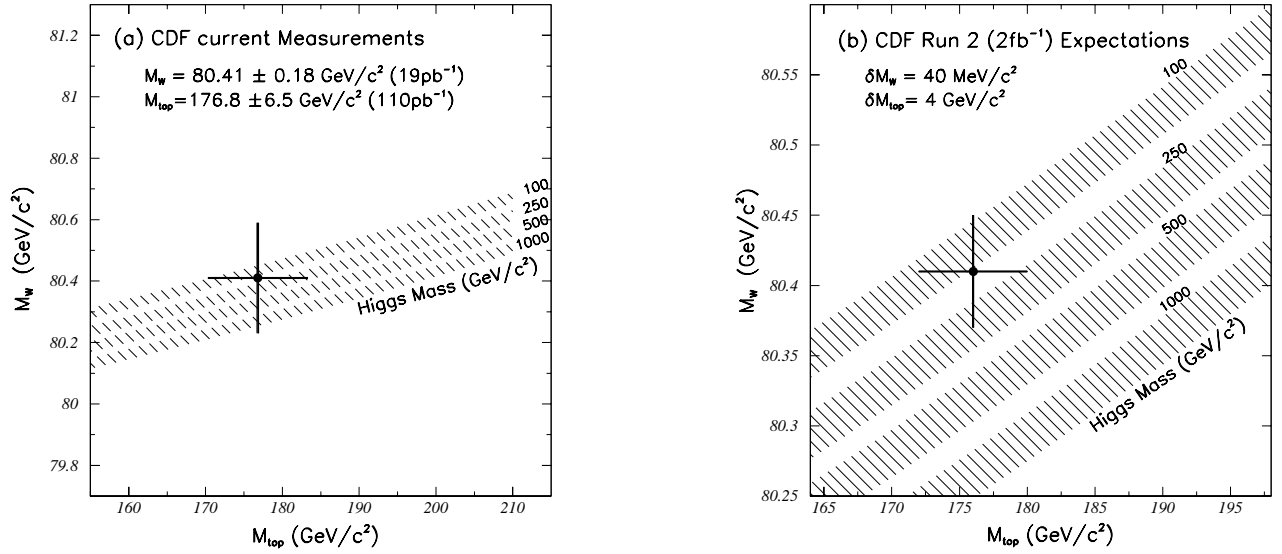 (a) CDF current Measurements
M_W = 80.41 ± 0.18 GeV/c² (19pb⁻¹)
M_top=176.8 ±6.5 GeV/c² (110pb⁻¹)
81.2
81
80.8
80.6
80.4
80.2
80
79.8
M_W (GeV/c²)
100
250
500
1000
Higgs Mass (GeV/c²)
160 170 180 190 200 210
M_top (GeV/c²)
(b) CDF Run 2 (2fb⁻¹) Expectations
δM_W = 40 MeV/c²
δM_top= 4 GeV/c²
80.55
80.5
80.45
80.4
80.35
80.3
80.25
M_W (GeV/c²)
100
250
500
1000
Higgs Mass (GeV/c²)
165 170 175 180 185 190 195
M_top (GeV/c²)